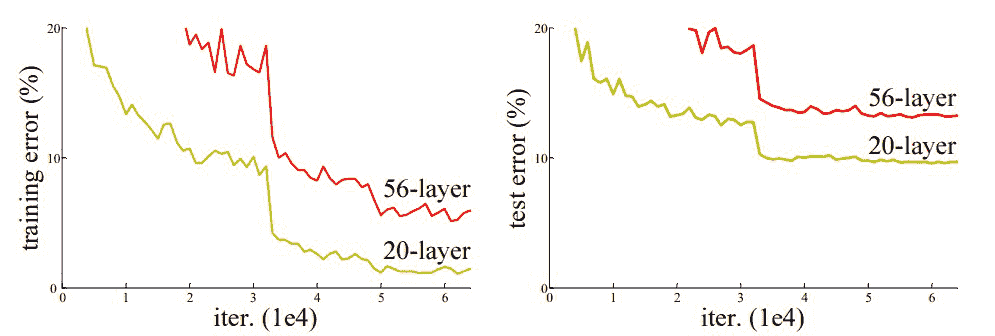 training error (%)
20
10
0
56-layer
20-layer
0 1 2 3 4 5 6
iter. (1e4)
test error (%)
20
10
0
56-layer
20-layer
0 1 2 3 4 5 6
iter. (1e4)